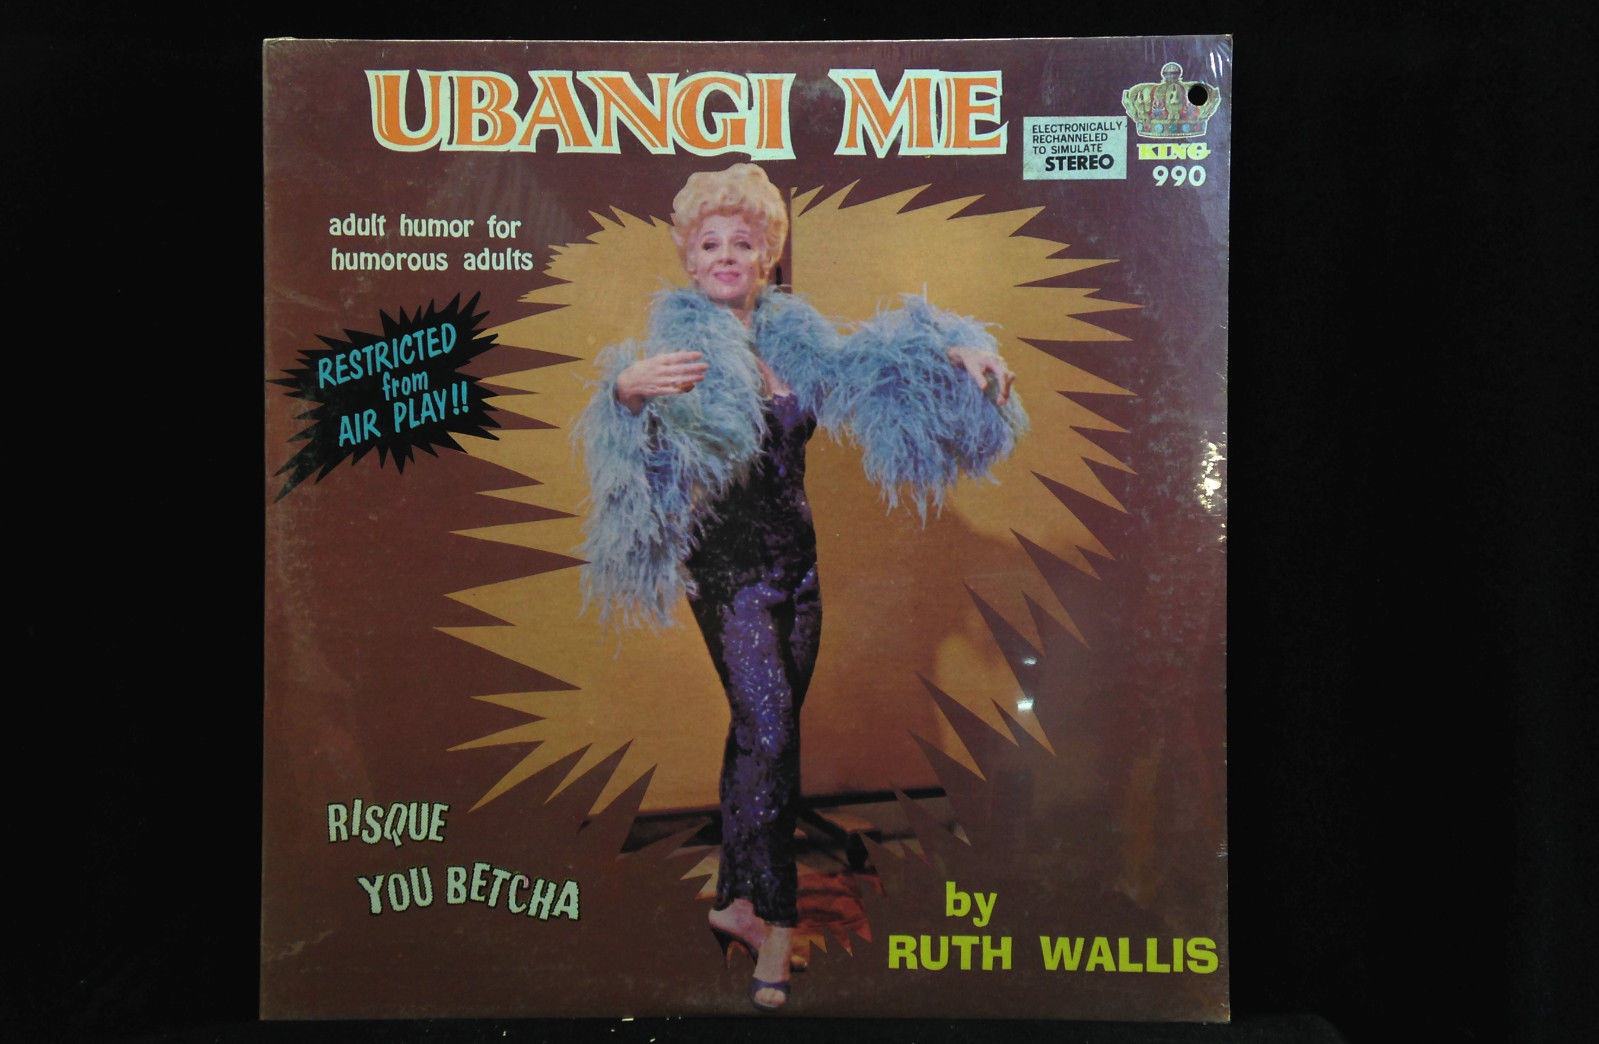 UBANGI ME
ELECTRONICALLY
RECHANNELED
TO SIMULATE
STEREO
KING
990
adult humor for
humorous adults
RESTRICTED
from
AIR PLAY!!
RISQUE
YOU BETCHA
by
RUTH WALLIS